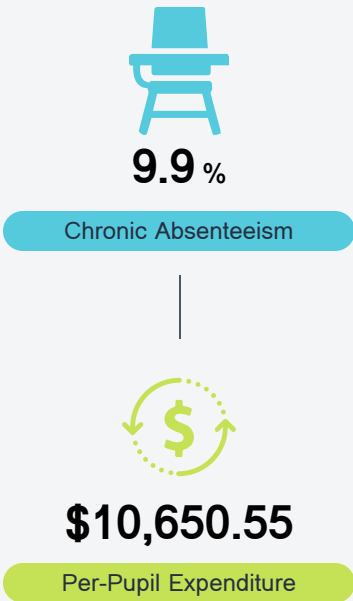 9.9 %
Chronic Absenteeism
$
$10,650.55
Per-Pupil Expenditure